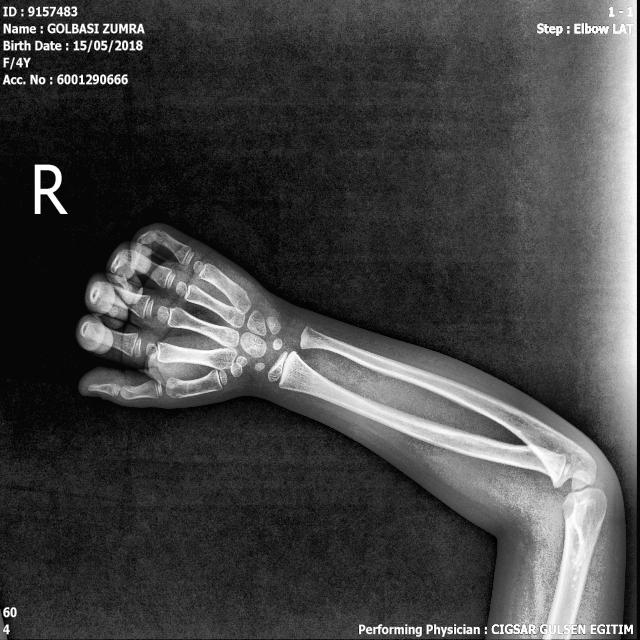 ID : 9157483
Name : GOLBASI ZUMRA
Birth Date : 15/05/2018
F/4Y
Acc. No : 6001290666
1 - 1
Step : Elbow LAT
R
60
4
Performing Physician : CIGSAR GULSEN EGITIM